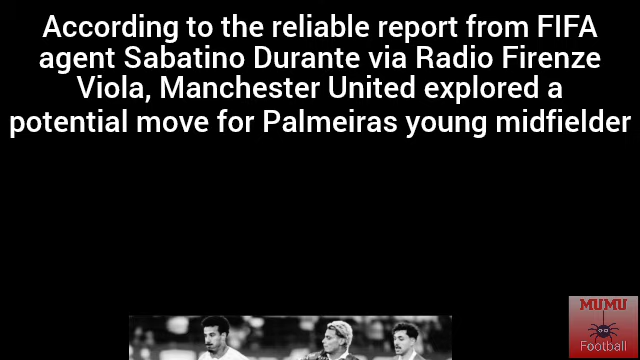 According to the reliable report from FIFA
agent Sabatino Durante via Radio Firenze
Viola, Manchester United explored a
potential move for Palmeiras young midfielder
MUMU
Football